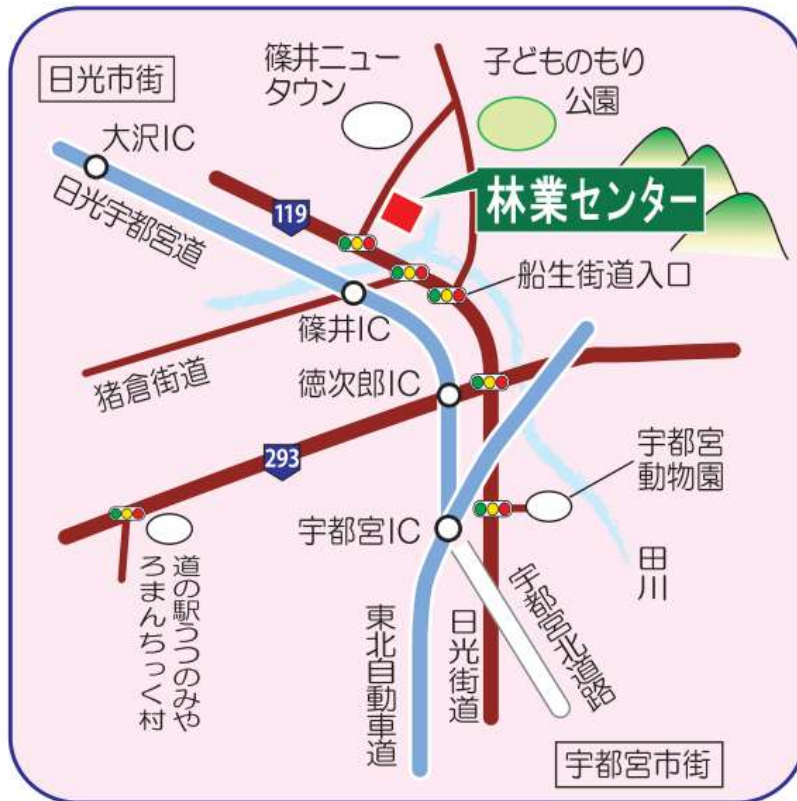 日光市街
篠井ニュー
タウン
子どものもり
公園
大沢IC
日光宇都宮道
119
林業センター
船生街道入口
篠井IC
猪倉街道
徳次郎IC
293
宇都宮
動物園
宇都宮IC
田川
道の駅うつのみや
ろまんちっく村
東北自動車道
日光街道
宇都宮北道路
宇都宮市街